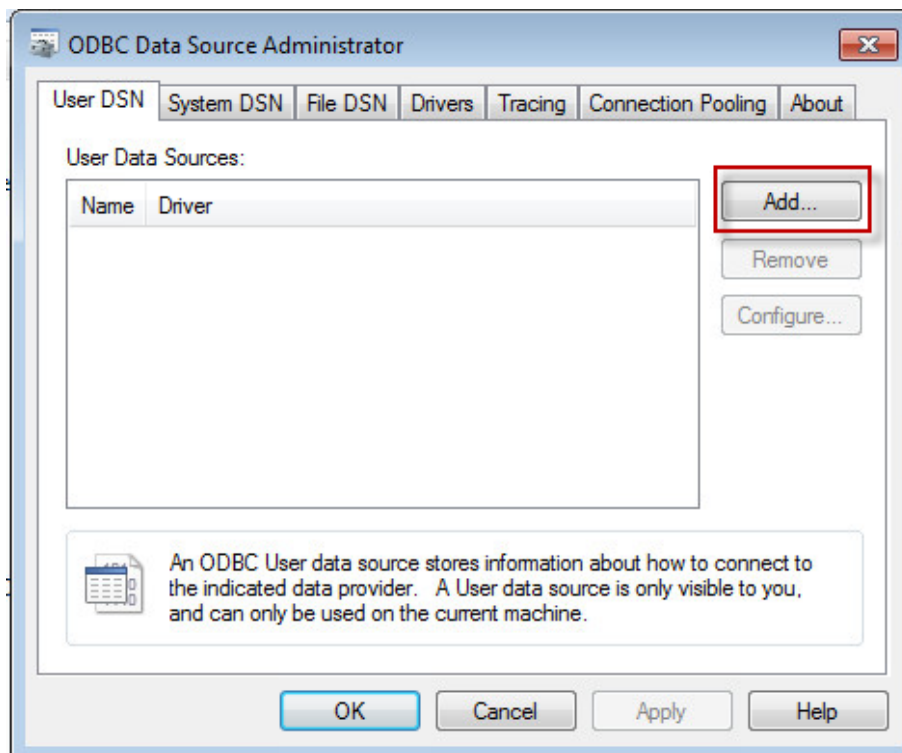 ODBC Data Source Administrator
User DSN System DSN File DSN Drivers Tracing Connection Pooling About
User Data Sources:
Name Driver
Add...
Remove
Configure...
An ODBC User data source stores information about how to connect to
the indicated data provider. A User data source is only visible to you,
and can only be used on the current machine.
OK Cancel Apply Help